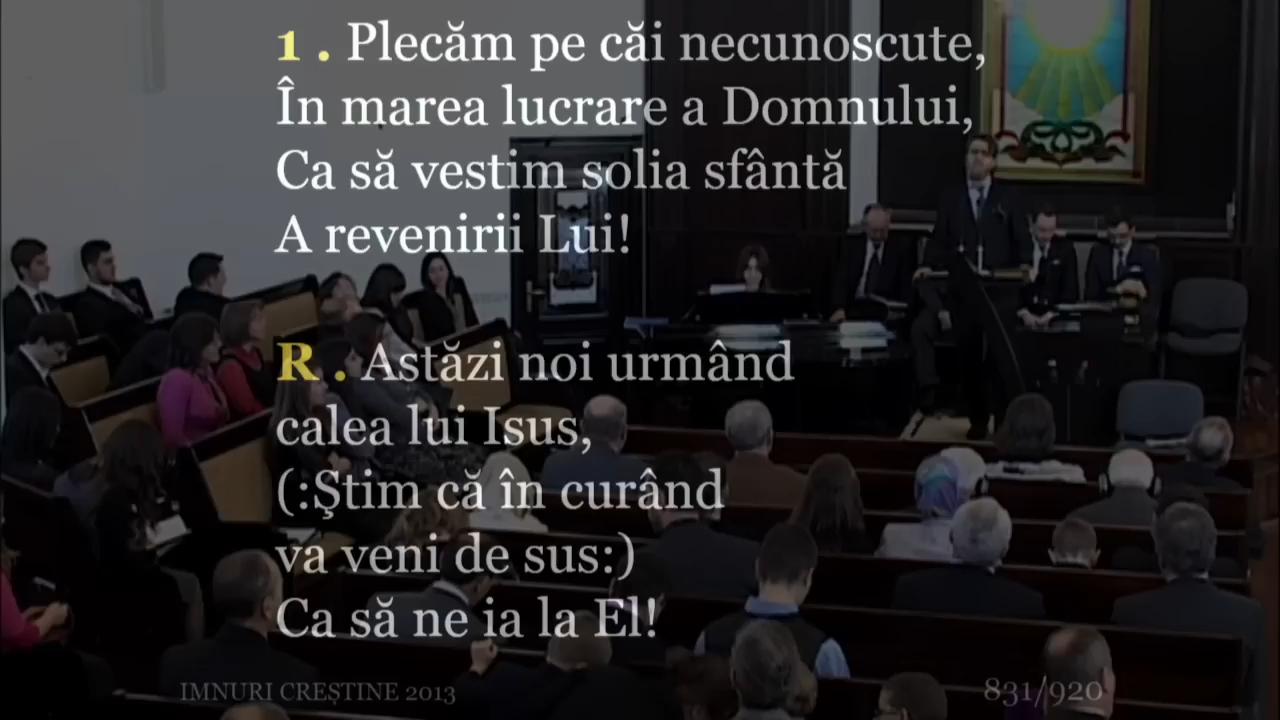 1 . Plecăm pe căi necunoscute,
În marea lucrare a Domnului,
Ca să vestim solia sfântă
A revenirii Lui!
R . Astăzi noi urmând
calea lui Isus,
(:Ştim că în curând
va veni de sus:)
Ca să ne ia la El!
IMNURI CREȘTINE 2013
831/920